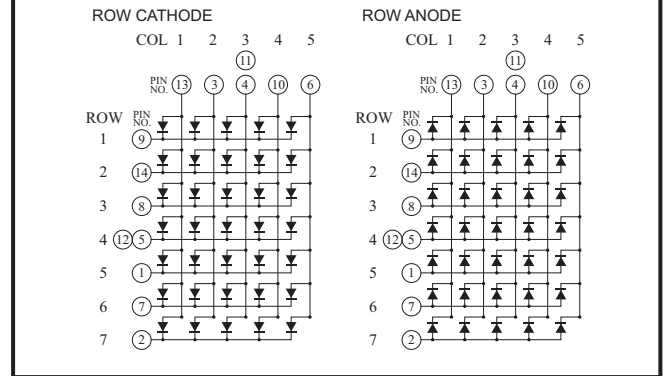 ROW CATHODE ROW ANODE
COL 1 2 3 4 5 COL 1 2 3 4 5
11 11
PIN NO. 13 3 4 10 6 PIN NO. 13 3 4 10 6
ROW PIN NO. ROW PIN NO.
1 9 1 9
2 14 2 14
3 8 3 8
4 12 5 4 12 5
5 1 5 1
6 7 6 7
7 2 7 2